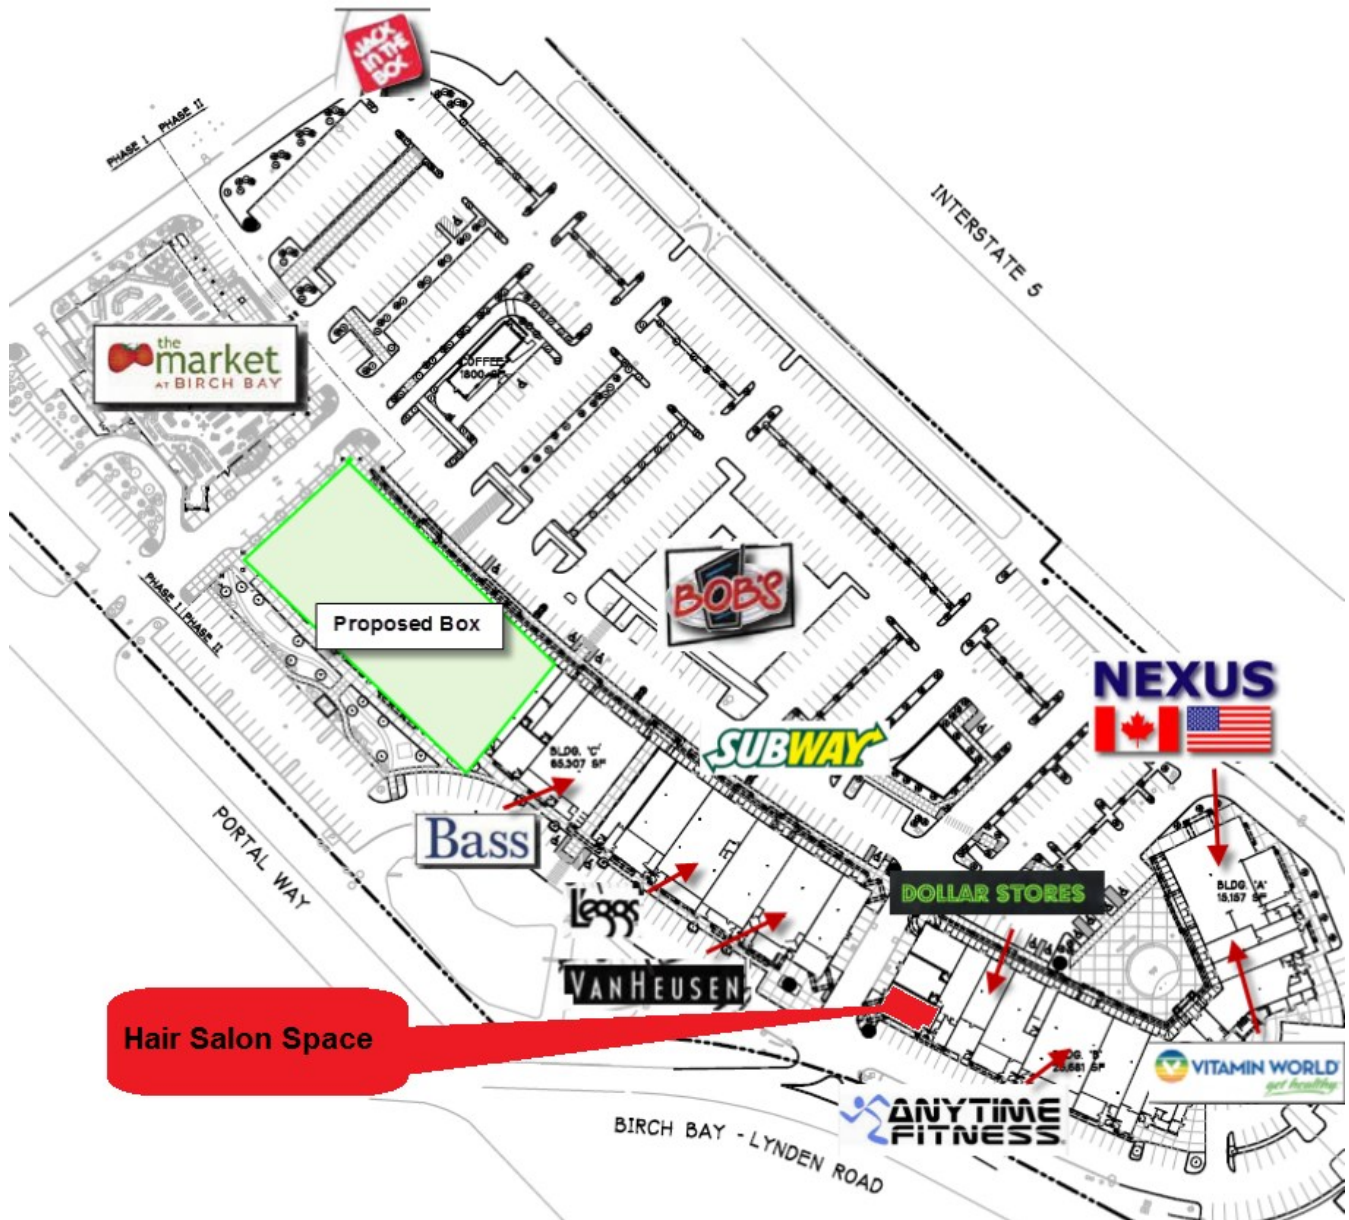 JACK
IN THE
BOX
PHASE I PHASE II
INTERSTATE 5
the
market
AT BIRCH BAY
COFFEE
1800 SF
Proposed Box
PHASE I PHASE II
BOB'S
NEXUS
SUBWAY
BLDG. 'C'
65,307 SF
Bass
PORTAL WAY
L'eggs
DOLLAR STORES
BLDG. 'A'
15,157 SF
VANHEUSEN
Hair Salon Space
VITAMIN WORLD
get healthy
ANYTIME
FITNESS
BIRCH BAY - LYNDEN ROAD